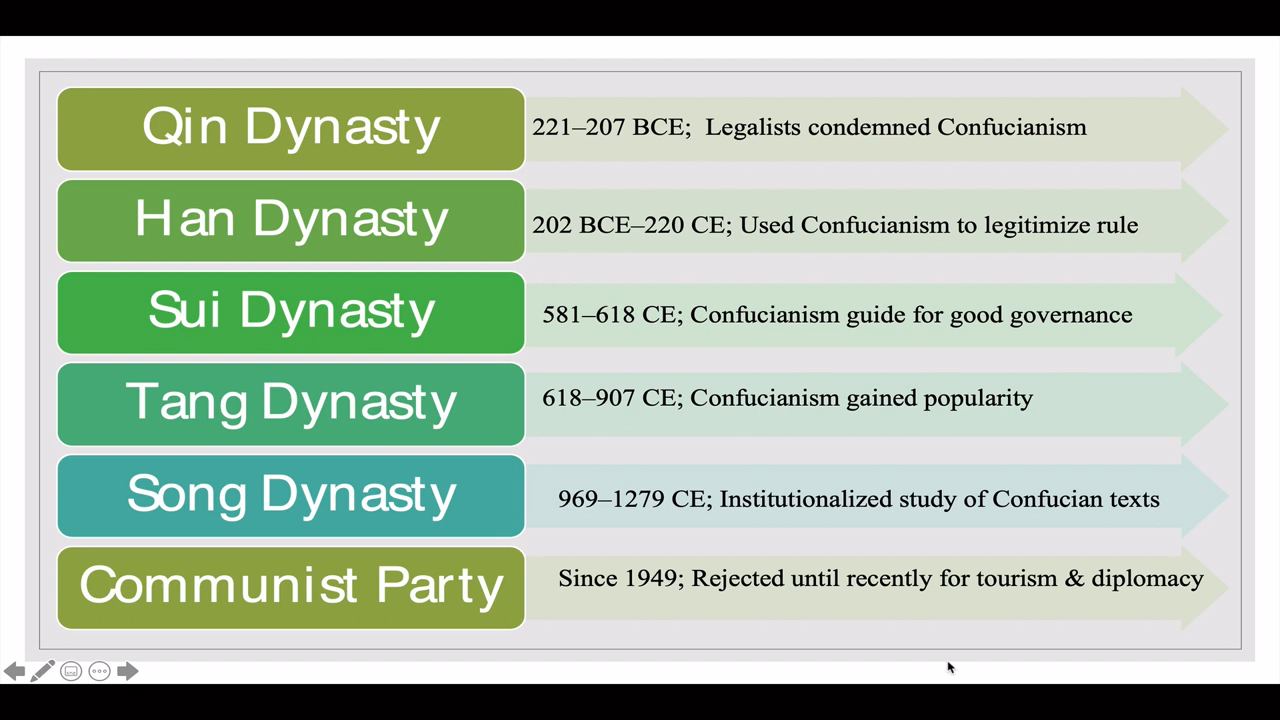 Qin Dynasty
221–207 BCE;  Legalists condemned Confucianism
Han Dynasty
202 BCE–220 CE; Used Confucianism to legitimize rule
Sui Dynasty
581–618 CE; Confucianism guide for good governance
Tang Dynasty
618–907 CE; Confucianism gained popularity
Song Dynasty
969–1279 CE; Institutionalized study of Confucian texts
Communist Party
Since 1949; Rejected until recently for tourism & diplomacy